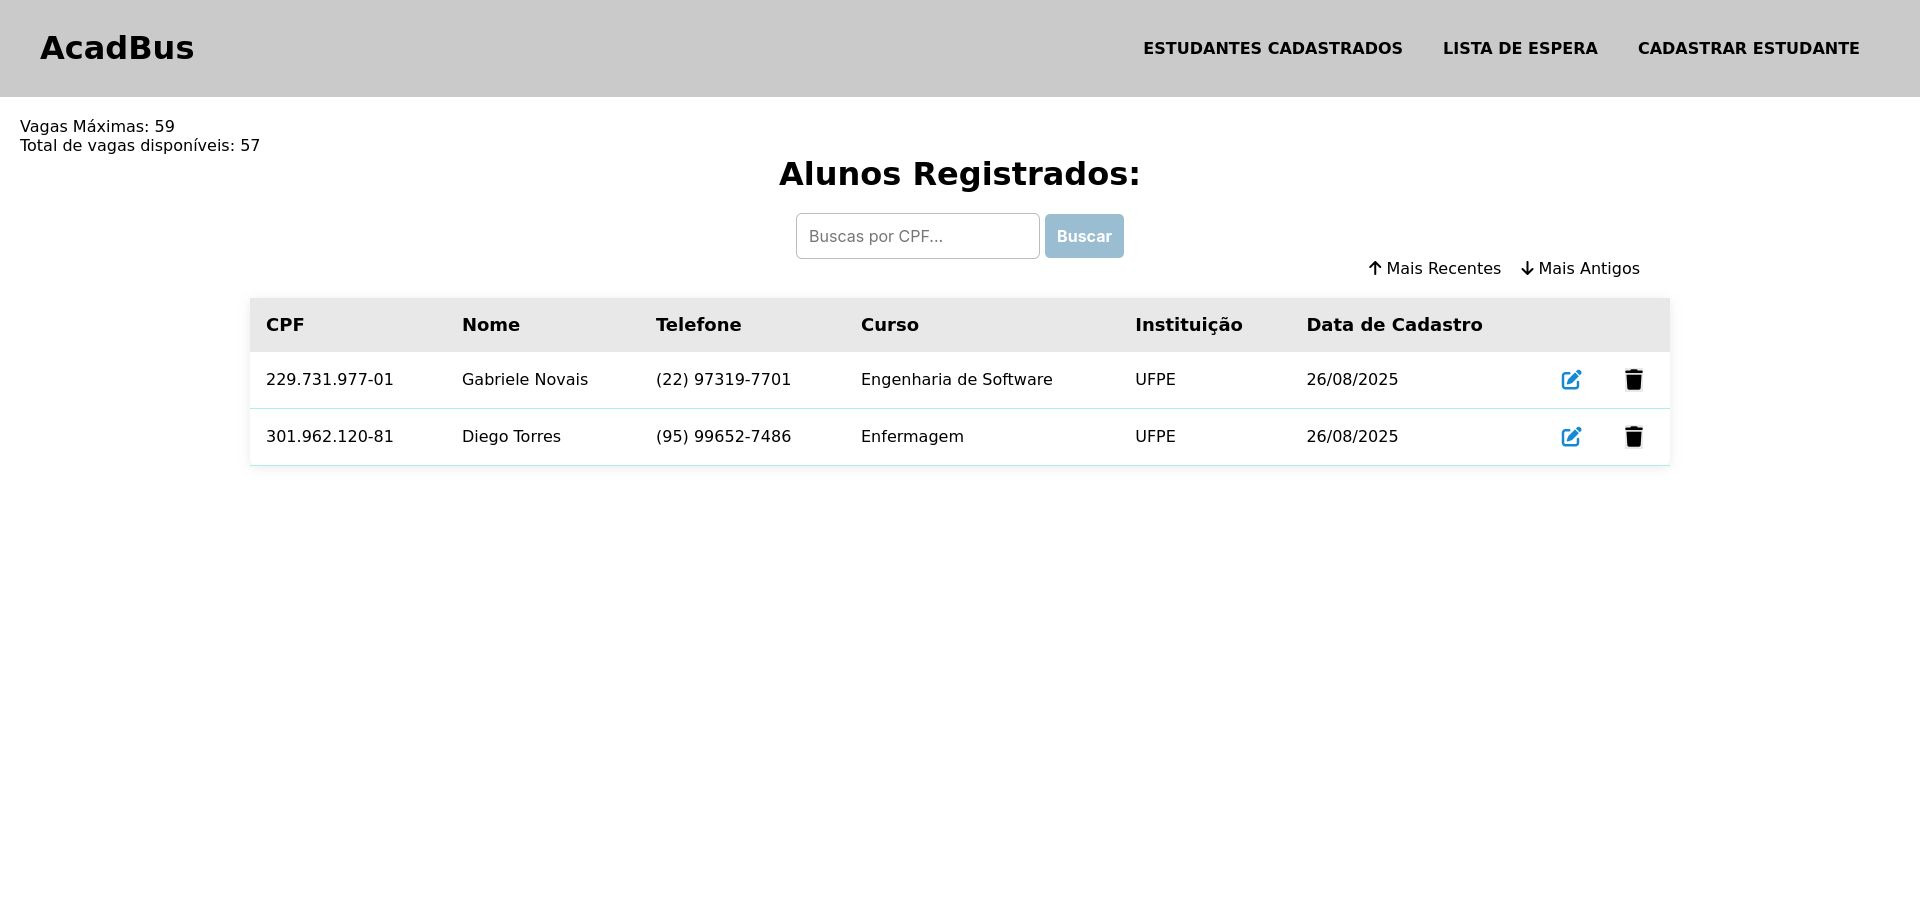 AcadBus
ESTUDANTES CADASTRADOS LISTA DE ESPERA CADASTRAR ESTUDANTE
Vagas Máximas: 59
Total de vagas disponíveis: 57
Alunos Registrados:
Buscas por CPF... Buscar
Mais Recentes Mais Antigos
CPF Nome Telefone Curso Instituição Data de Cadastro
229.731.977-01 Gabriele Novais (22) 97319-7701 Engenharia de Software UFPE 26/08/2025
301.962.120-81 Diego Torres (95) 99652-7486 Enfermagem UFPE 26/08/2025